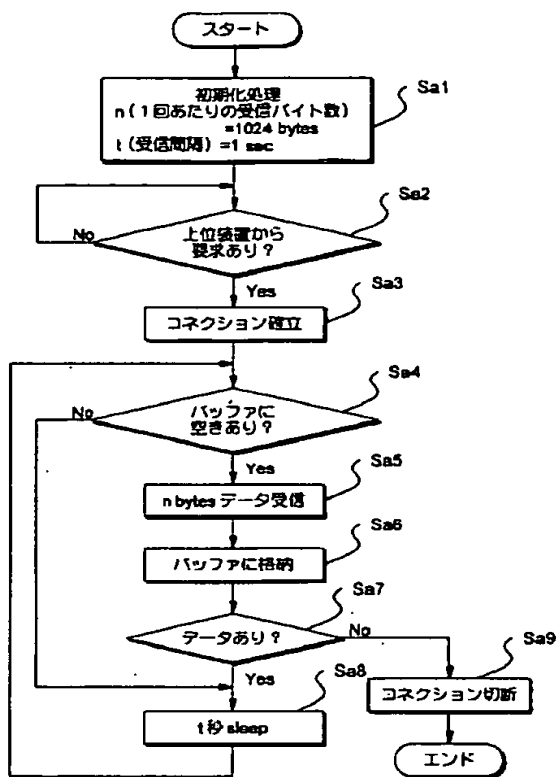 スタート
初期化処理
n(1回あたりの受信バイト数)
=1024 bytes
t(受信間隔)=1 sec
Sa1
上位装置から
要求あり?
Sa2
No
Yes
コネクション確立
Sa3
バッファに
空きあり?
Sa4
No
Yes
n bytes データ受信
Sa5
バッファに格納
Sa6
データあり?
Sa7
No
Yes
t 秒 sleep
Sa8
コネクション切断
Sa9
エンド